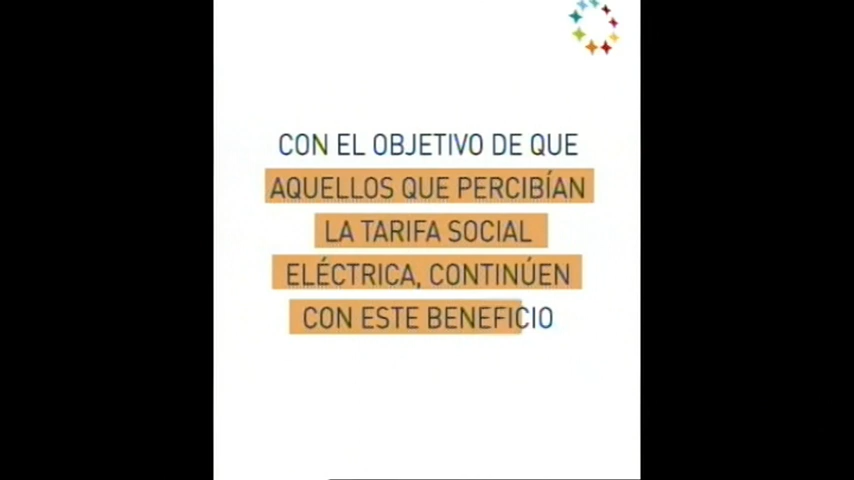 CON EL OBJETIVO DE QUE
AQUELLOS QUE PERCIBÍAN
LA TARIFA SOCIAL
ELÉCTRICA, CONTINÚEN
CON ESTE BENEFICIO